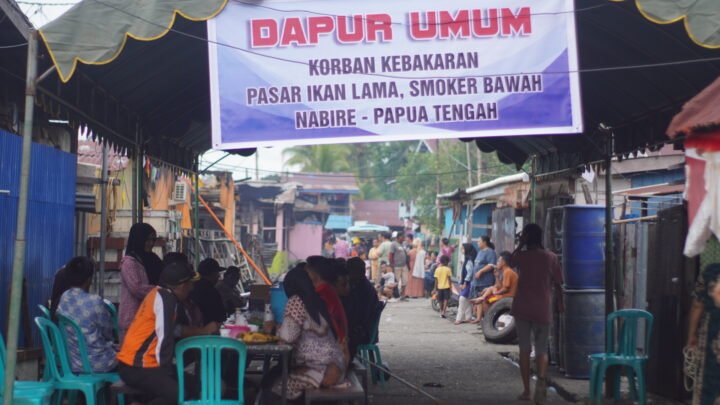 DAPUR UMUM
KORBAN KEBAKARAN
PASAR IKAN LAMA, SMOKER BAWAH
NABIRE - PAPUA TENGAH